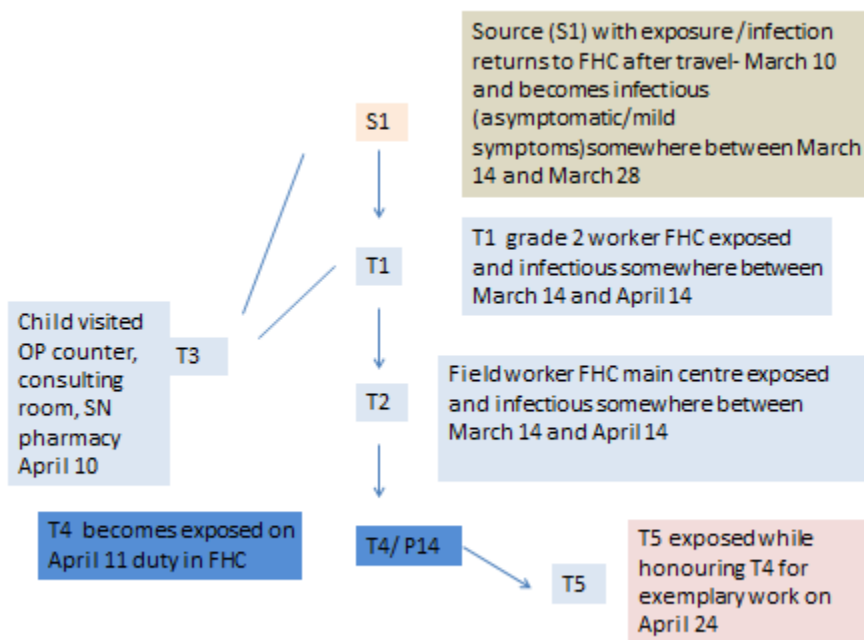 Source (S1) with exposure /infection
returns to FHC after travel- March 10
and becomes infectious
(asymptomatic/mild
symptoms)somewhere between March
14 and March 28
S1
T1 grade 2 worker FHC exposed
and infectious somewhere between
March 14 and April 14
T1
Child visited
OP counter,
consulting
room, SN
pharmacy
April 10
T3
Field worker FHC main centre exposed
and infectious somewhere between
March 14 and April 14
T2
T4 becomes exposed on
April 11 duty in FHC
T4/ P14
T5 exposed while
honouring T4 for
exemplary work on
April 24
T5